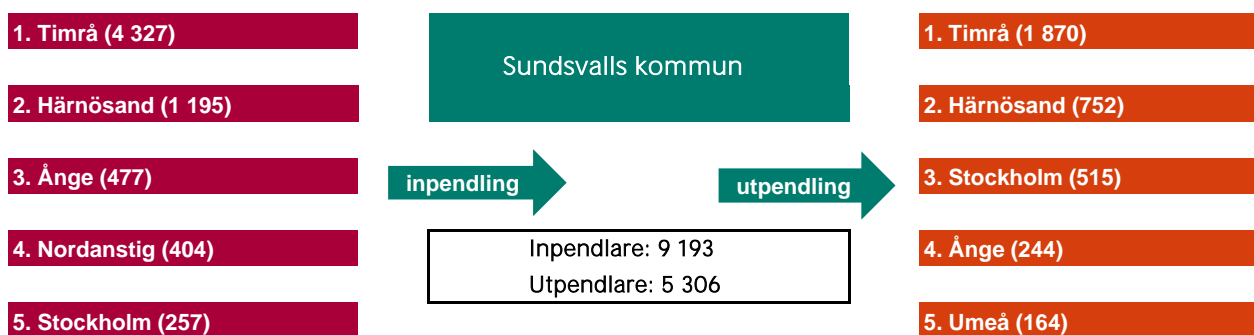 1. Timrå (4 327)
2. Härnösand (1 195)
3. Ånge (477)
4. Nordanstig (404)
5. Stockholm (257)
Sundsvalls kommun
inpendling
utpendling
Inpendlare: 9 193
Utpendlare: 5 306
1. Timrå (1 870)
2. Härnösand (752)
3. Stockholm (515)
4. Ånge (244)
5. Umeå (164)